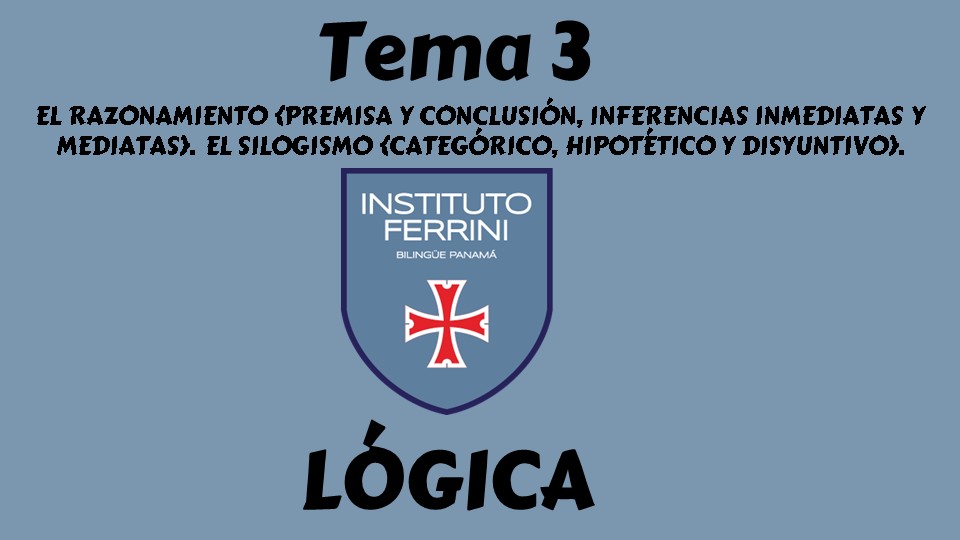 Tema 3
EL RAZONAMIENTO (PREMISA Y CONCLUSIÓN, INFERENCIAS INMEDIATAS Y
MEDIATAS). EL SILOGISMO (CATEGÓRICO, HIPOTÉTICO Y DISYUNTIVO).
INSTITUTO
FERRINI
BILINGÜE PANAMÁ
LÓGICA